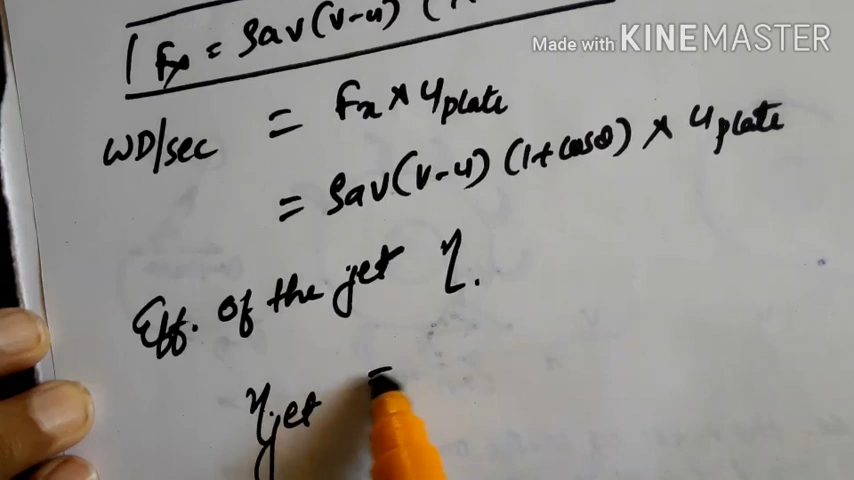 Fx = ρav(v-u) (
Made with KINEMASTER
WD/sec = Fx × uplate
= ρav(v-u) (1+cosθ) × uplate
Eff. of the jet η.
ηjet =